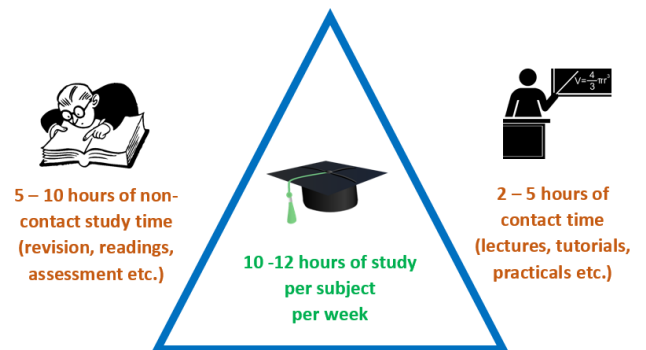 5 – 10 hours of non-
contact study time
(revision, readings,
assessment etc.)
10 -12 hours of study
per subject
per week
V=4/3πr³
2 – 5 hours of
contact time
(lectures, tutorials,
practicals etc.)